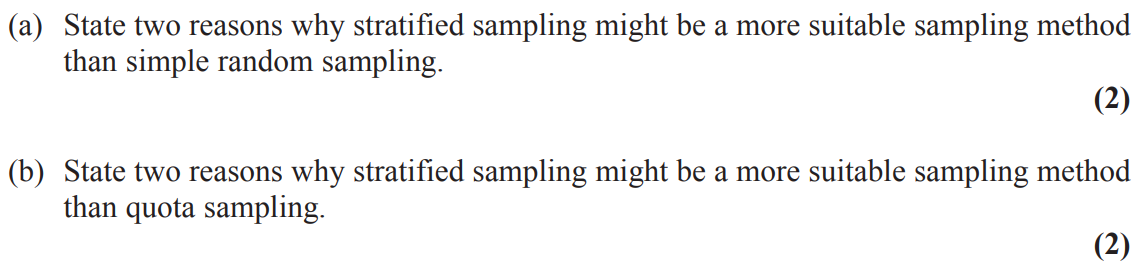 (a) State two reasons why stratified sampling might be a more suitable sampling method
than simple random sampling.
(2)
(b) State two reasons why stratified sampling might be a more suitable sampling method
than quota sampling.
(2)